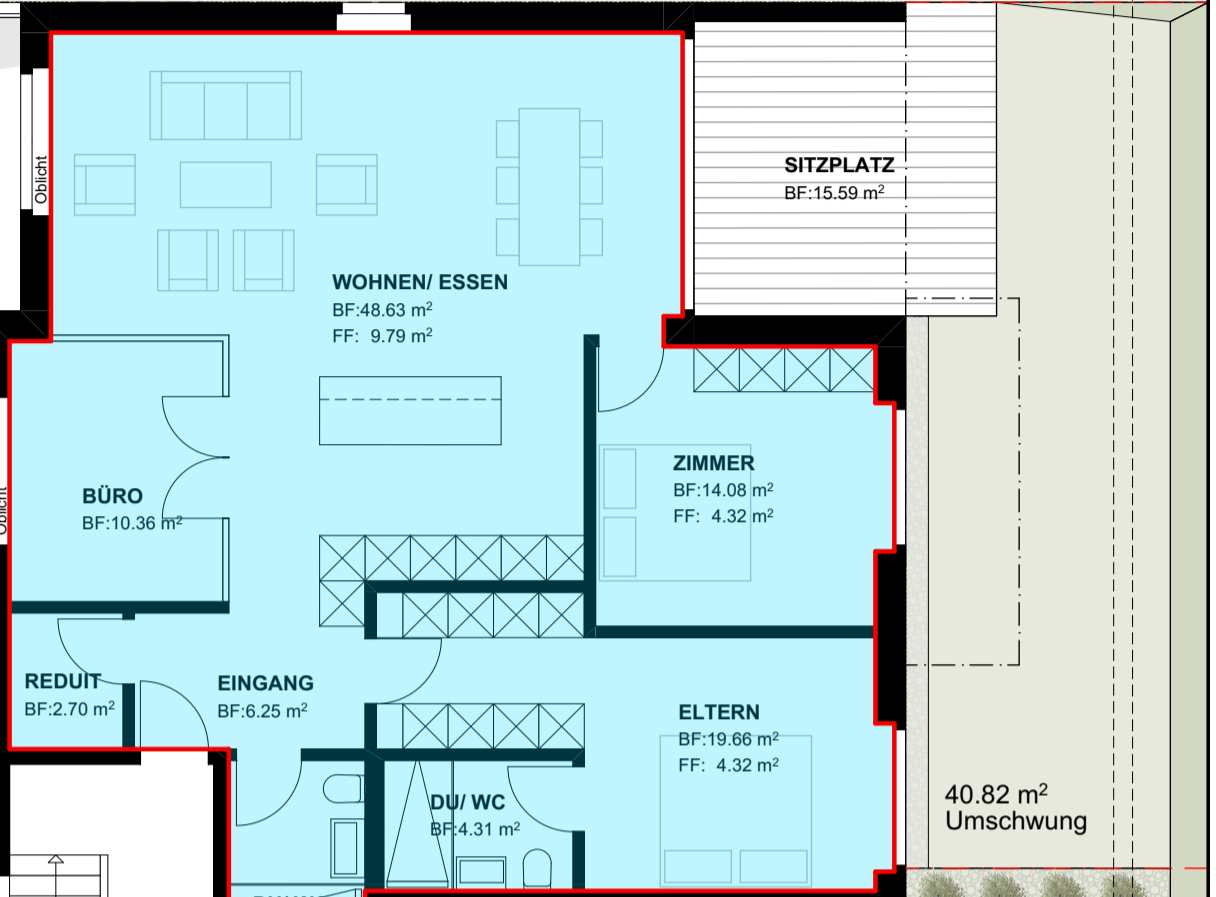 Oblicht
SITZPLATZ
BF:15.59 m²
WOHNEN/ ESSEN
BF:48.63 m²
FF: 9.79 m²
ZIMMER
BF:14.08 m²
FF: 4.32 m²
Oblicht
BÜRO
BF:10.36 m²
REDUIT
BF:2.70 m²
EINGANG
BF:6.25 m²
ELTERN
BF:19.66 m²
FF: 4.32 m²
DU/ WC
BF:4.31 m²
40.82 m²
Umschwung